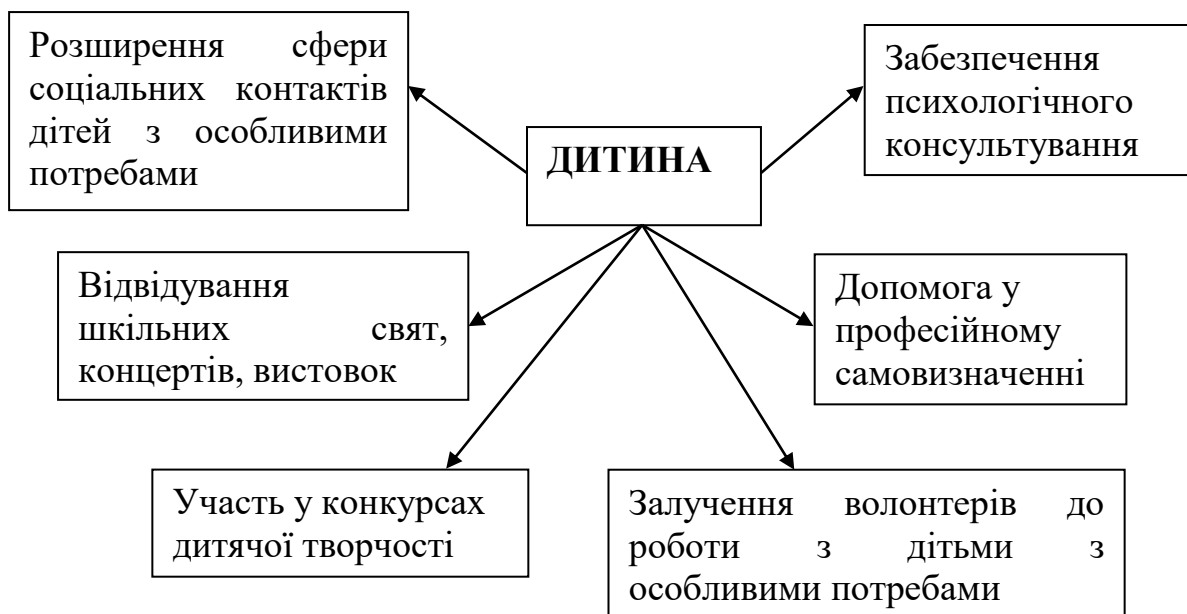 Розширення сфери
соціальних контактів
дітей з особливими
потребами
Забезпечення
психологічного
консультування
ДИТИНА
Відвідування
шкільних свят,
концертів, вистовок
Допомога у
професійному
самовизначенні
Участь у конкурсах
дитячої творчості
Залучення волонтерів до
роботи з дітьми з
особливими потребами